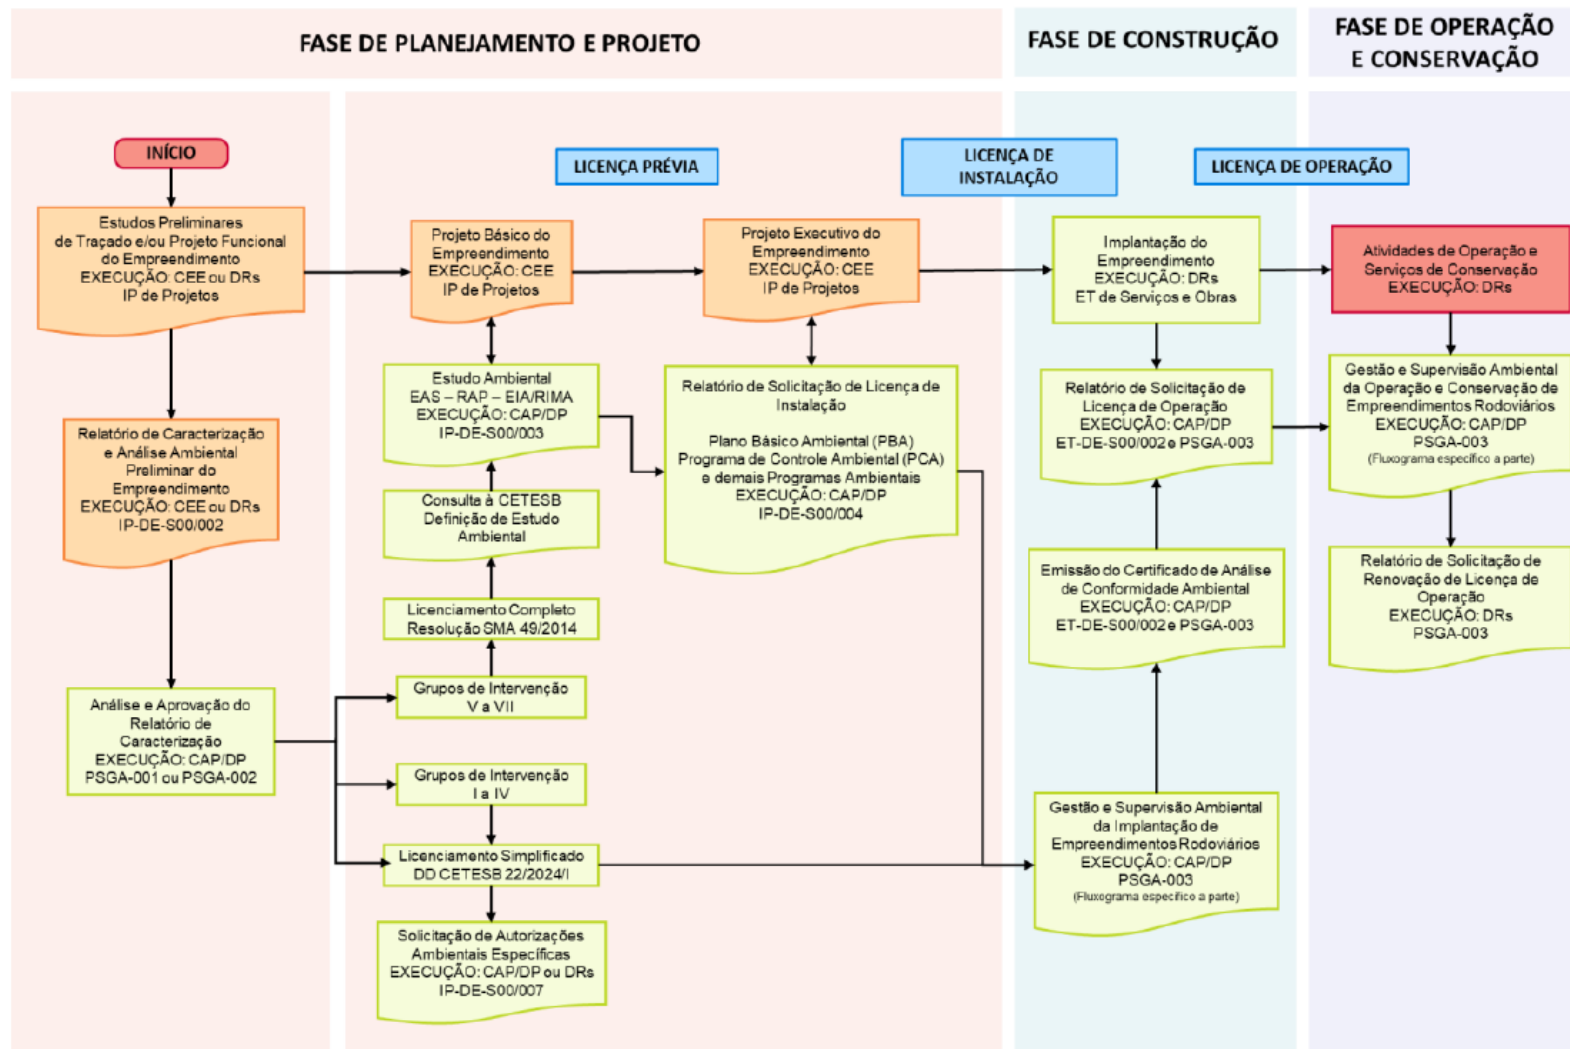 FASE DE PLANEJAMENTO E PROJETO
FASE DE CONSTRUÇÃO
FASE DE OPERAÇÃO
E CONSERVAÇÃO
INÍCIO
LICENÇA PRÉVIA
LICENÇA DE
INSTALAÇÃO
LICENÇA DE OPERAÇÃO
Estudos Preliminares
de Traçado e/ou Projeto Funcional
do Empreendimento
EXECUÇÃO: CEE ou DRs
IP de Projetos
Projeto Básico do
Empreendimento
EXECUÇÃO: CEE
IP de Projetos
Projeto Executivo do
Empreendimento
EXECUÇÃO: CEE
IP de Projetos
Implantação do
Empreendimento
EXECUÇÃO: DRs
ET de Serviços e Obras
Atividades de Operação e
Serviços de Conservação
EXECUÇÃO: DRs
Relatório de Caracterização
e Análise Ambiental
Preliminar do
Empreendimento
EXECUÇÃO: CEE ou DRs
IP-DE-S00/002
Estudo Ambiental
EAS – RAP – EIA/RIMA
EXECUÇÃO: CAP/DP
IP-DE-S00/003
Relatório de Solicitação de Licença de
Instalação
Plano Básico Ambiental (PBA)
Programa de Controle Ambiental (PCA)
e demais Programas Ambientais
EXECUÇÃO: CAP/DP
IP-DE-S00/004
Relatório de Solicitação de
Licença de Operação
EXECUÇÃO: CAP/DP
ET-DE-S00/002 e PSGA-003
Gestão e Supervisão Ambiental
da Operação e Conservação de
Empreendimentos Rodoviários
EXECUÇÃO: CAP/DP
PSGA-003
(Fluxograma específico a parte)
Consulta à CETESB
Definição de Estudo
Ambiental
Licenciamento Completo
Resolução SMA 49/2014
Emissão do Certificado de Análise
de Conformidade Ambiental
EXECUÇÃO: CAP/DP
ET-DE-S00/002 e PSGA-003
Relatório de Solicitação de
Renovação de Licença de
Operação
EXECUÇÃO: DRs
PSGA-003
Análise e Aprovação do
Relatório de
Caracterização
EXECUÇÃO: CAP/DP
PSGA-001 ou PSGA-002
Grupos de Intervenção
V a VII
Grupos de Intervenção
I a IV
Licenciamento Simplificado
DD CETESB 22/2024/I
Gestão e Supervisão Ambiental
da Implantação de
Empreendimentos Rodoviários
EXECUÇÃO: CAP/DP
PSGA-003
(Fluxograma específico a parte)
Solicitação de Autorizações
Ambientais Específicas
EXECUÇÃO: CAP/DP ou DRs
IP-DE-S00/007